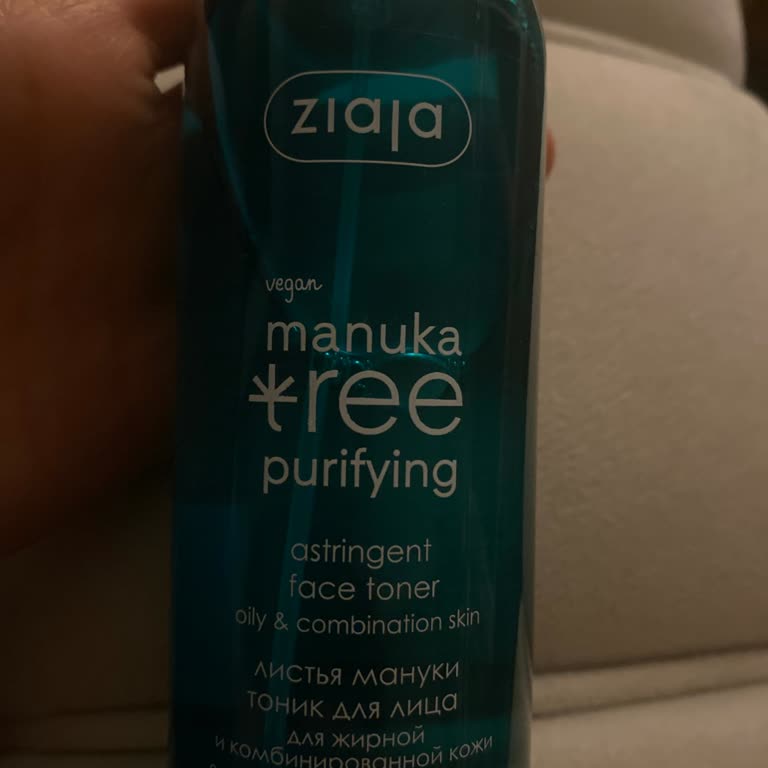 ziaja
vegan
manuka
tree
purifying
astringent
face toner
oily & combination skin
листья мануки
тоник для лица
для жирной
и комбинированной кожи